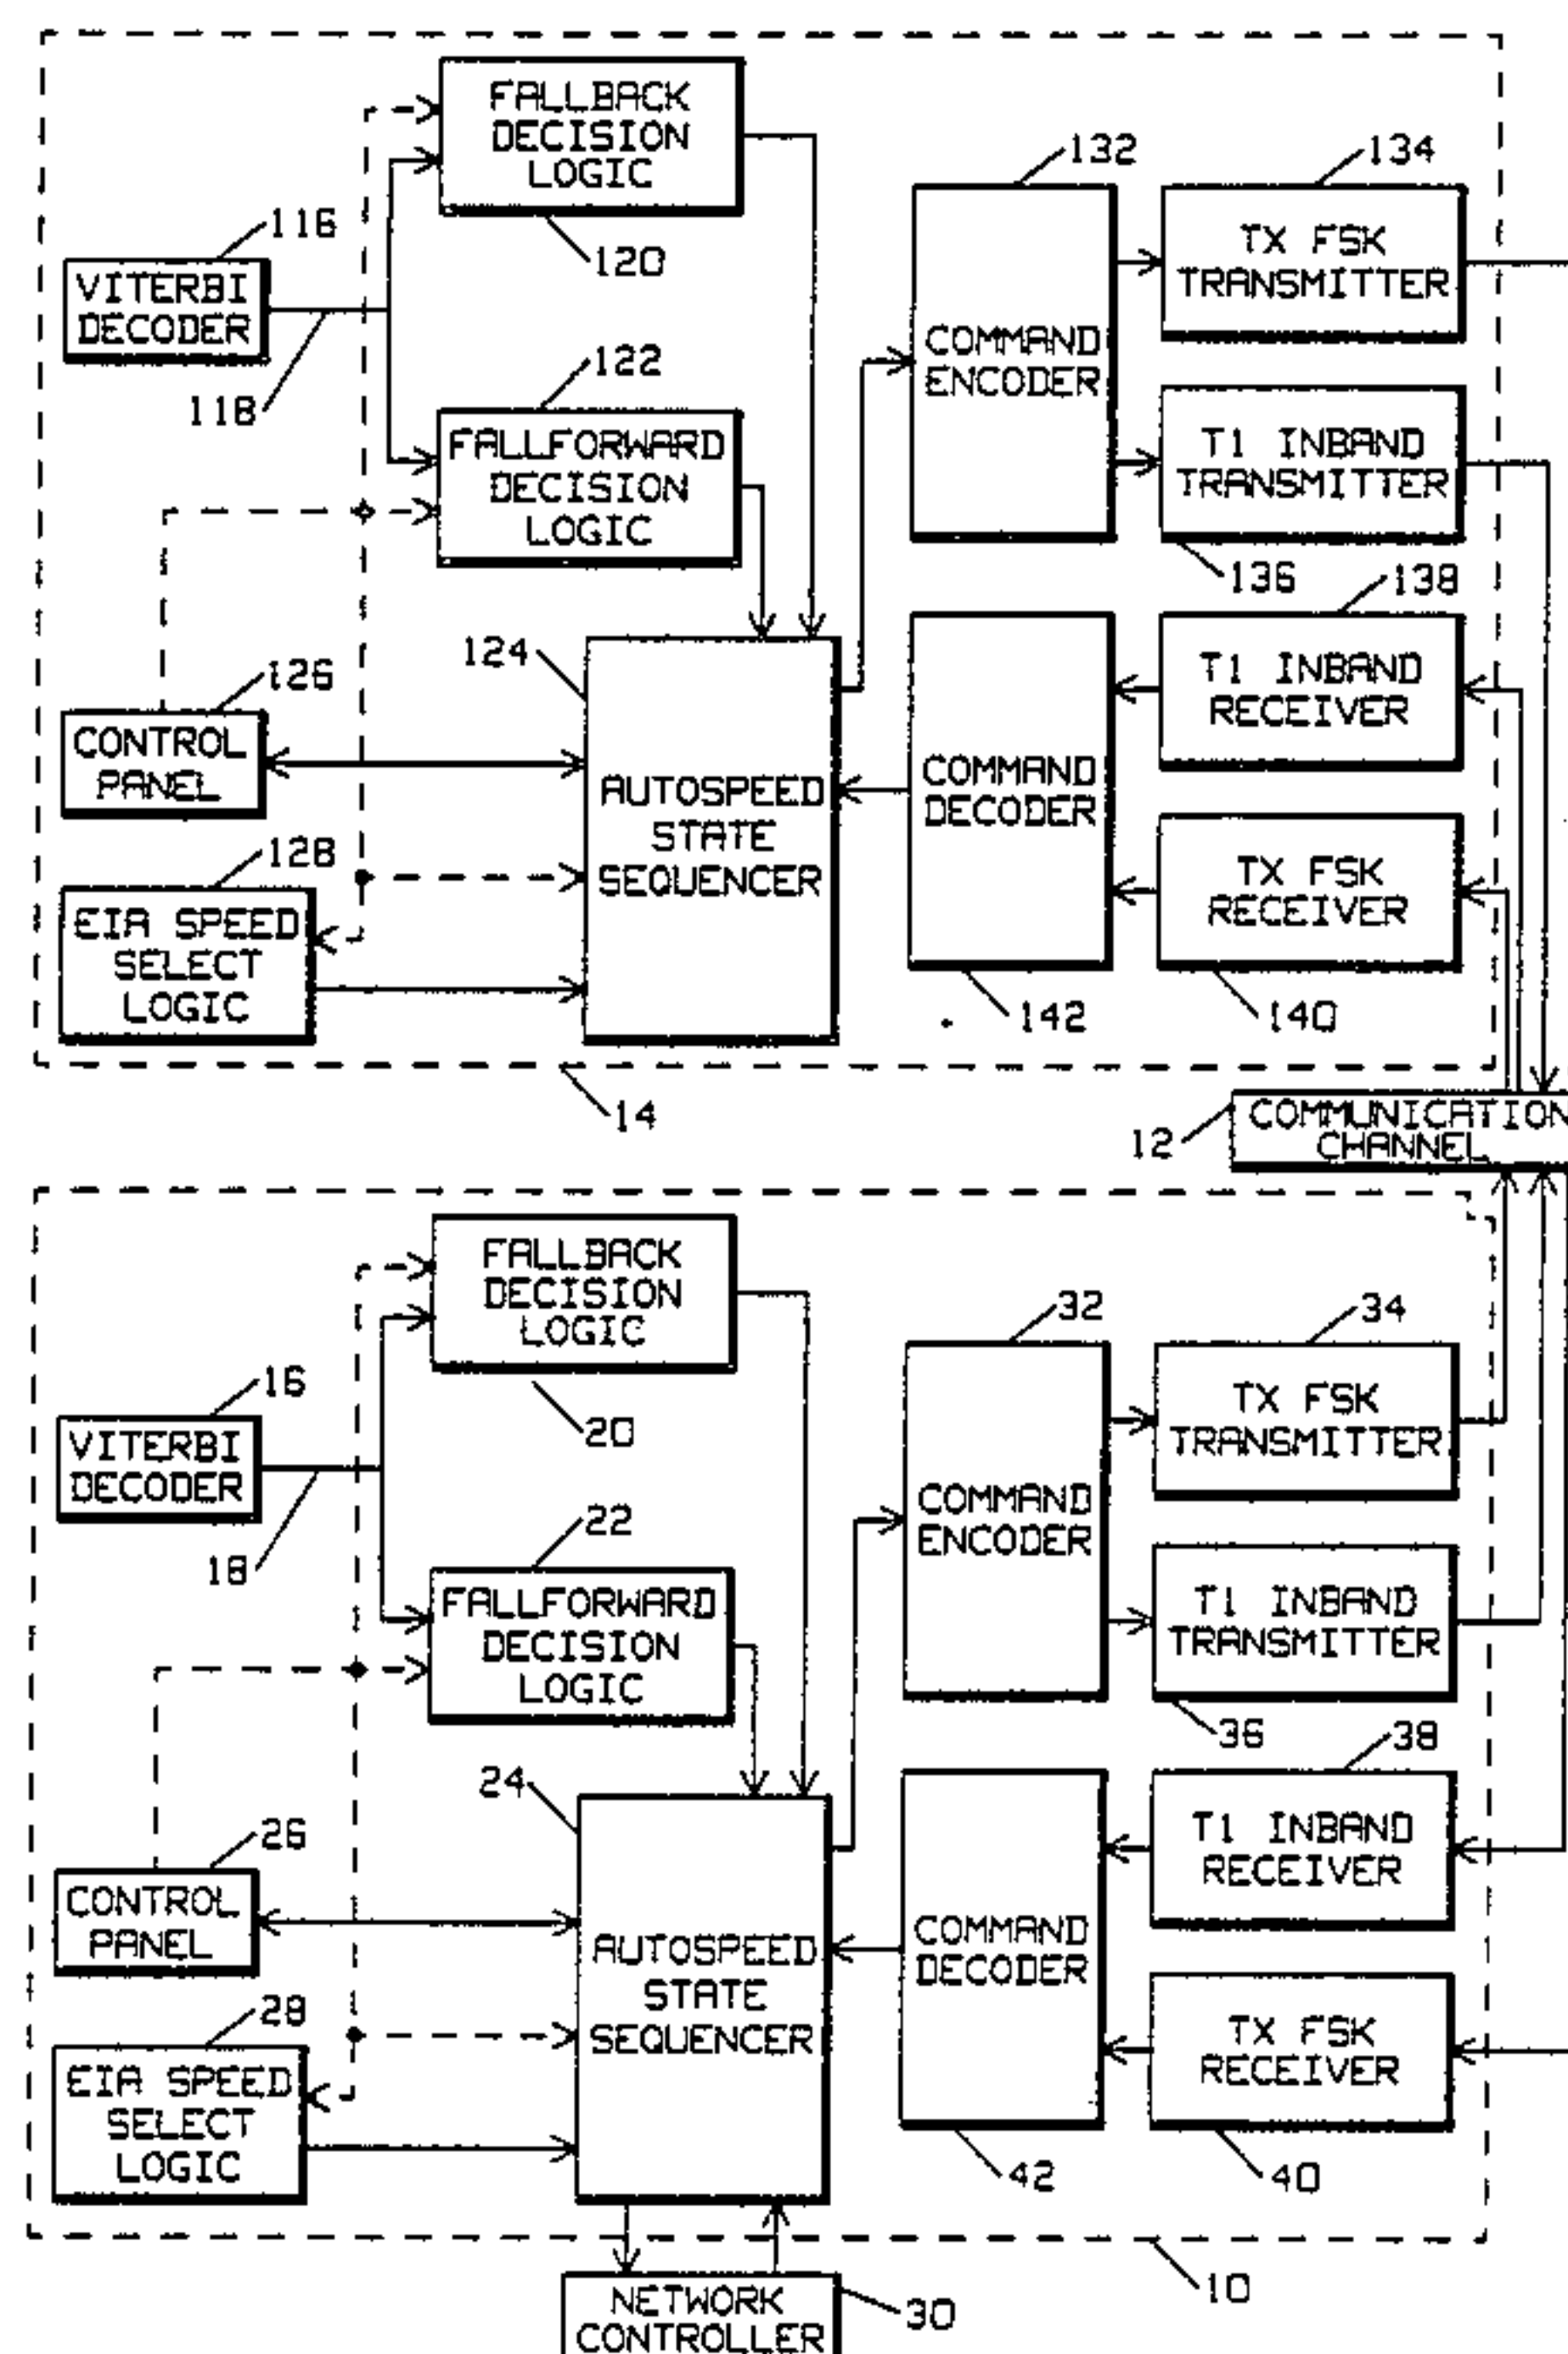 FALLBACK
DECISION
LOGIC
120
132
134
116
VITERBI
DECODER
118
122
FALLFORWARD
DECISION
LOGIC
COMMAND
ENCODER
TX FSK
TRANSMITTER
T1 INBAND
TRANSMITTER
136
138
124
126
CONTROL
PANEL
128
EIA SPEED
SELECT
LOGIC
AUTOSPEED
STATE
SEQUENCER
COMMAND
DECODER
T1 INBAND
RECEIVER
TX FSK
RECEIVER
142
140
14
12
COMMUNICATION
CHANNEL
FALLBACK
DECISION
LOGIC
20
32
34
16
VITERBI
DECODER
18
22
FALLFORWARD
DECISION
LOGIC
COMMAND
ENCODER
TX FSK
TRANSMITTER
T1 INBAND
TRANSMITTER
36
38
24
26
CONTROL
PANEL
28
EIA SPEED
SELECT
LOGIC
AUTOSPEED
STATE
SEQUENCER
COMMAND
DECODER
T1 INBAND
RECEIVER
TX FSK
RECEIVER
42
40
10
NETWORK
CONTROLLER
30